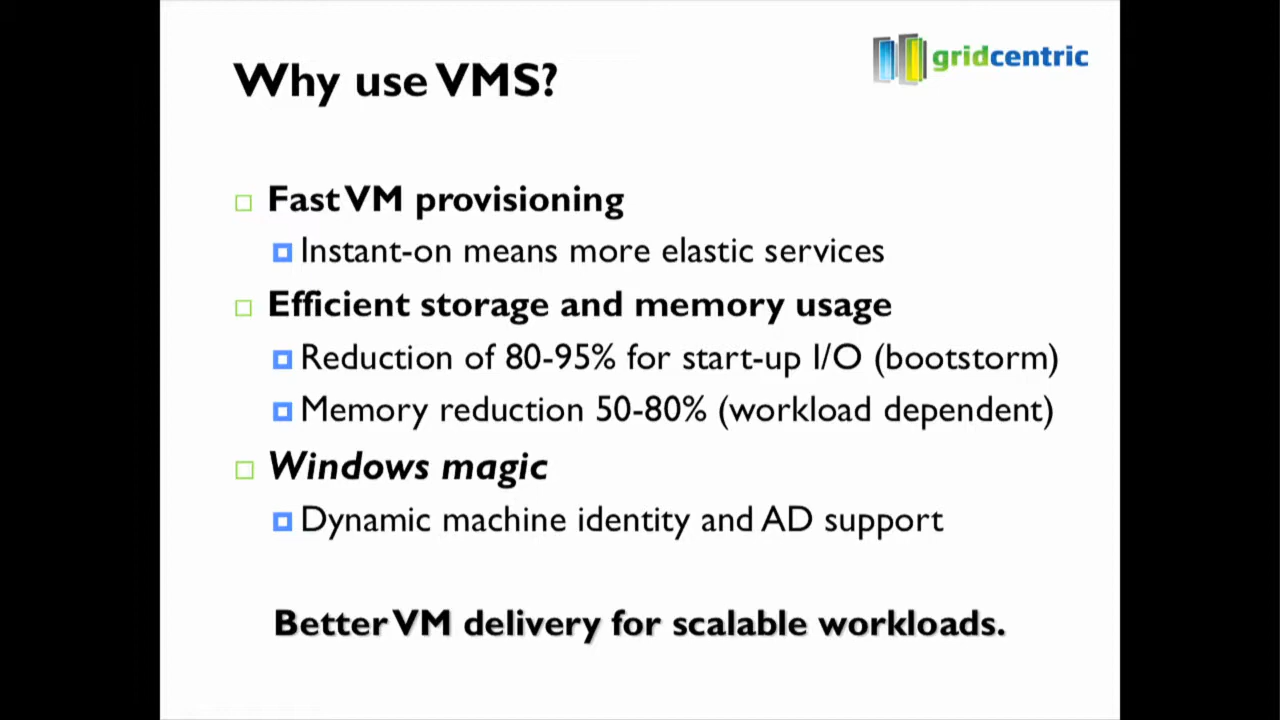 Why use VMS?
gridcentric
Fast VM provisioning
Instant-on means more elastic services
Efficient storage and memory usage
Reduction of 80-95% for start-up I/O (bootstorm)
Memory reduction 50-80% (workload dependent)
Windows magic
Dynamic machine identity and AD support
Better VM delivery for scalable workloads.